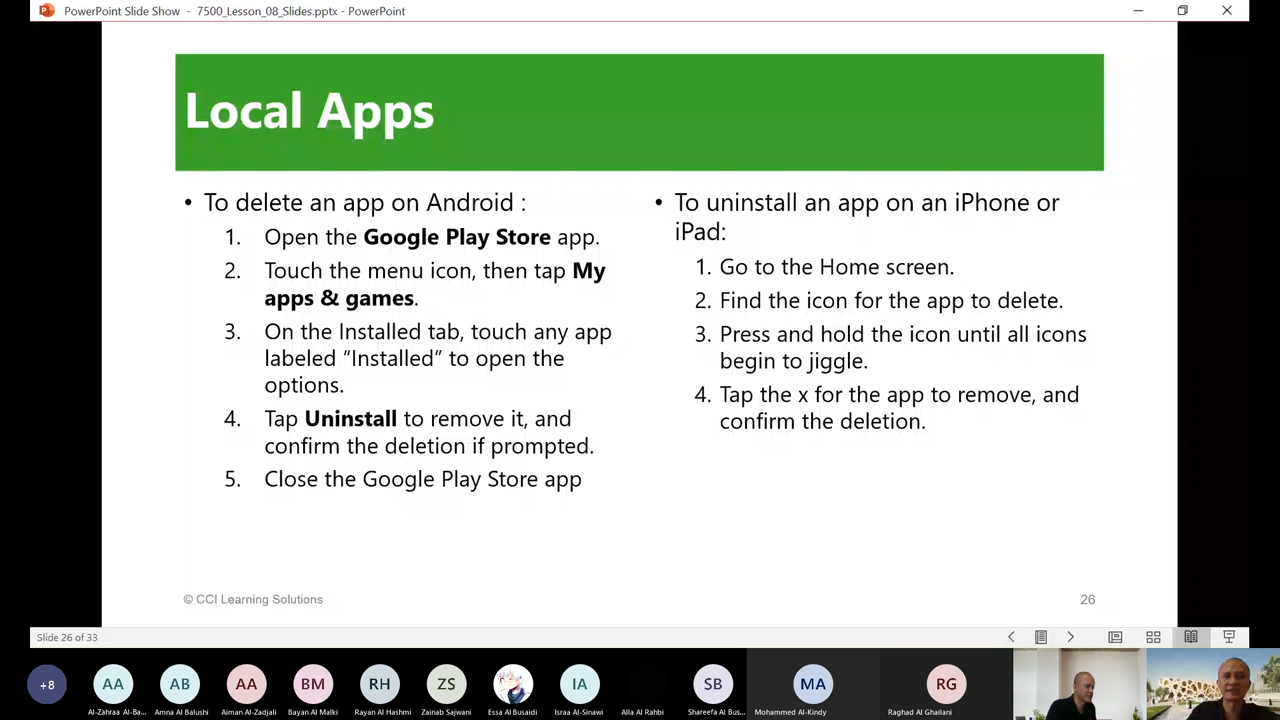 PowerPoint Slide Show - 7500_Lesson_08_Slides.pptx - PowerPoint
Local Apps
• To delete an app on Android :
1. Open the Google Play Store app.
2. Touch the menu icon, then tap My
apps & games.
3. On the Installed tab, touch any app
labeled “Installed” to open the
options.
4. Tap Uninstall to remove it, and
confirm the deletion if prompted.
5. Close the Google Play Store app
• To uninstall an app on an iPhone or
iPad:
1. Go to the Home screen.
2. Find the icon for the app to delete.
3. Press and hold the icon until all icons
begin to jiggle.
4. Tap the x for the app to remove, and
confirm the deletion.
© CCI Learning Solutions
26
Slide 26 of 33
+8
AA
AB
AA
BM
RH
ZS
IA
SB
MA
RG
Al-Zahraa Al-Ba...
Amna Al Balushi
Aiman Al-Zadjali
Bayan Al Malki
Rayan Al Hashmi
Zainab Sajwani
Essa Al Busaidi
Israa Al-Sinawi
Alla Al Rahbi
Shareefa Al Bus...
Mohammed Al-Kindy
Raghad Al Ghailani